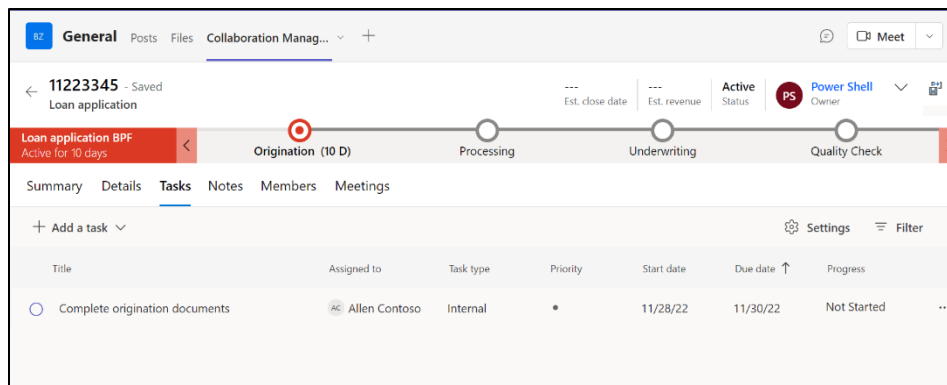 BZ General Posts Files Collaboration Manag... Meet
11223345 - Saved
Loan application
--- Est. close date
--- Est. revenue
Active Status
PS Power Shell Owner
Loan application BPF
Active for 10 days
Origination (10 D) Processing Underwriting Quality Check
Summary Details Tasks Notes Members Meetings
Add a task Settings Filter
Title Assigned to Task type Priority Start date Due date Progress
Complete origination documents AC Allen Contoso Internal 11/28/22 11/30/22 Not Started